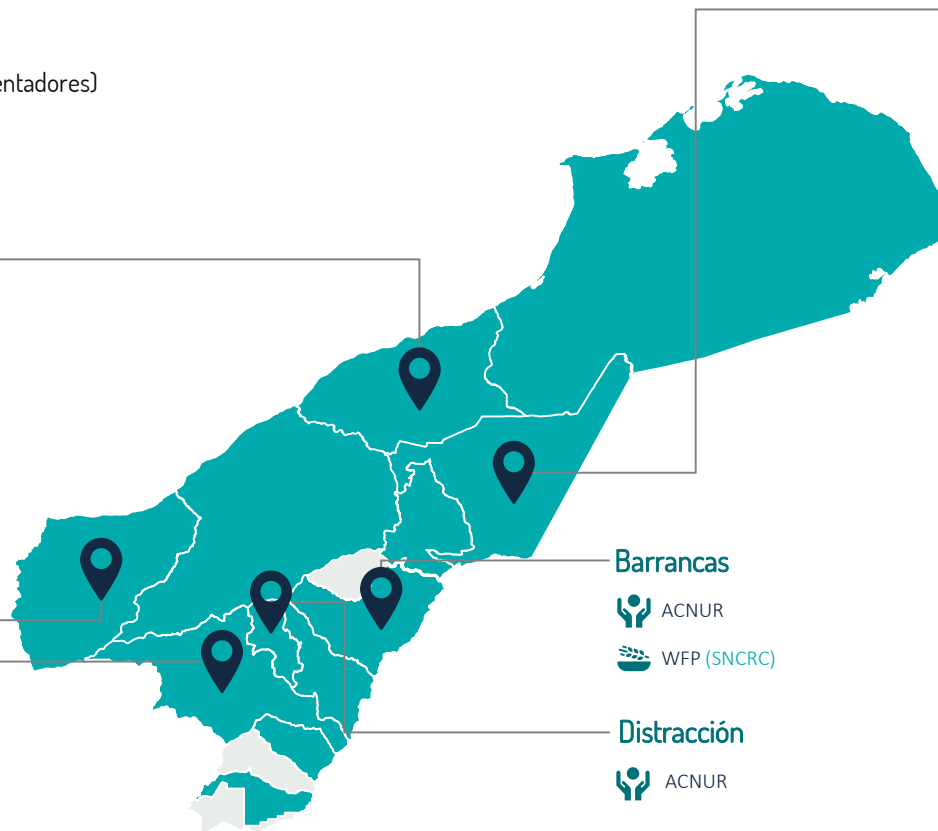 entadores)
Barrancas
ACNUR
WFP (SNCRC)
Distracción
ACNUR